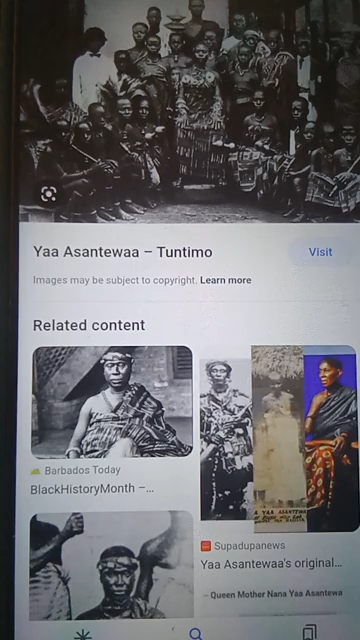 Yaa Asantewaa – Tuntimo
Visit
Images may be subject to copyright. Learn more
Related content
Barbados Today
BlackHistoryMonth –...
Supadupanews
Yaa Asantewaa's original...
– Queen Mother Nana Yaa Asantewa